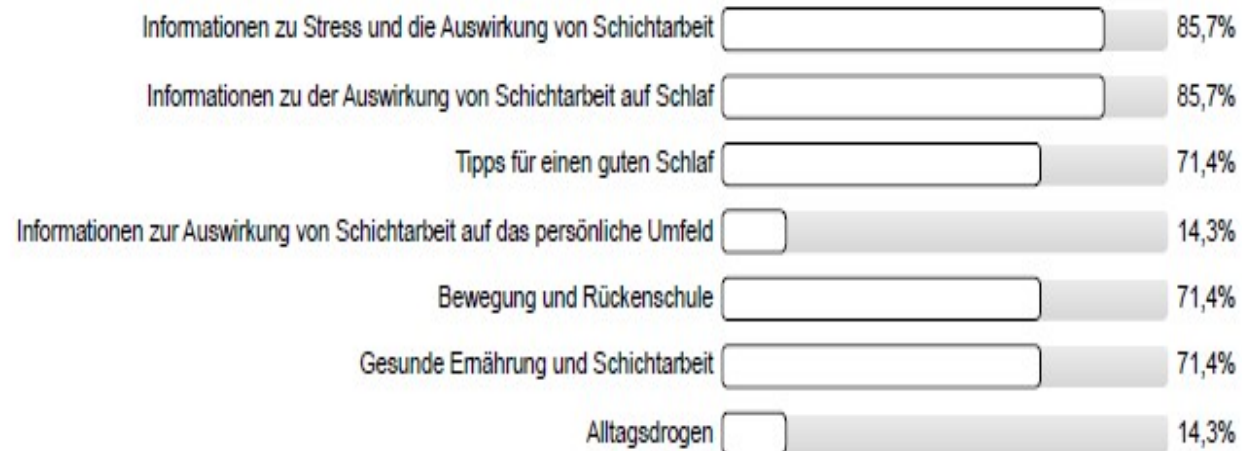 Informationen zu Stress und die Auswirkung von Schichtarbeit 85,7%
Informationen zu der Auswirkung von Schichtarbeit auf Schlaf 85,7%
Tipps für einen guten Schlaf 71,4%
Informationen zur Auswirkung von Schichtarbeit auf das persönliche Umfeld 14,3%
Bewegung und Rückenschule 71,4%
Gesunde Ernährung und Schichtarbeit 71,4%
Alltagsdrogen 14,3%